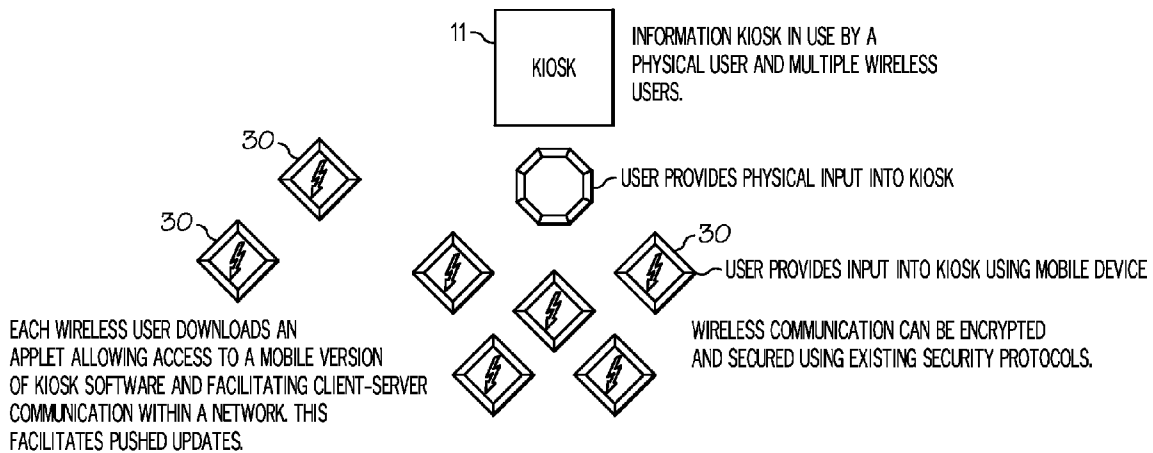 11
KIOSK
INFORMATION KIOSK IN USE BY A
PHYSICAL USER AND MULTIPLE WIRELESS
USERS.
30
USER PROVIDES PHYSICAL INPUT INTO KIOSK
30
30
USER PROVIDES INPUT INTO KIOSK USING MOBILE DEVICE
EACH WIRELESS USER DOWNLOADS AN
APPLET ALLOWING ACCESS TO A MOBILE VERSION
OF KIOSK SOFTWARE AND FACILITATING CLIENT-SERVER
COMMUNICATION WITHIN A NETWORK. THIS
FACILITATES PUSHED UPDATES.
WIRELESS COMMUNICATION CAN BE ENCRYPTED
AND SECURED USING EXISTING SECURITY PROTOCOLS.